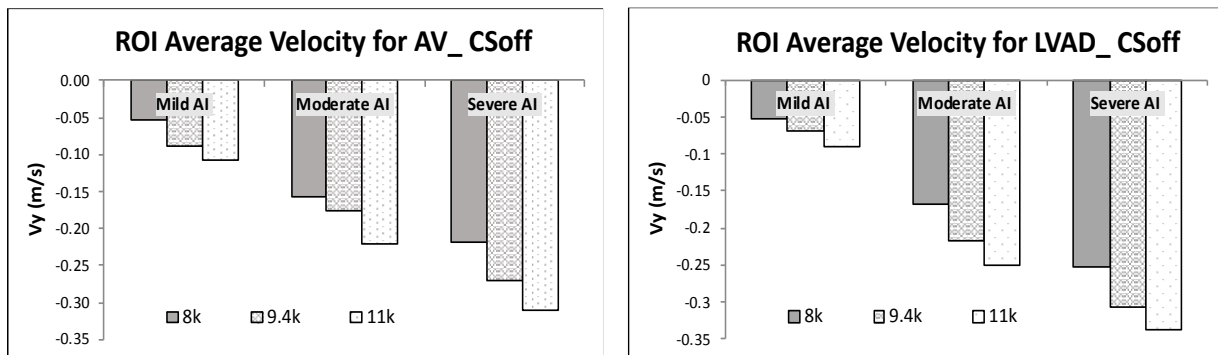 ROI Average Velocity for AV_ CSoff
0.00
-0.05
-0.10
-0.15
-0.20
-0.25
-0.30
-0.35
Vy (m/s)
Mild AI
Moderate AI
Severe AI
8k
9.4k
11k
ROI Average Velocity for LVAD_ CSoff
0
-0.05
-0.1
-0.15
-0.2
-0.25
-0.3
-0.35
Vy (m/s)
Mild AI
Moderate AI
Severe AI
8k
9.4k
11k